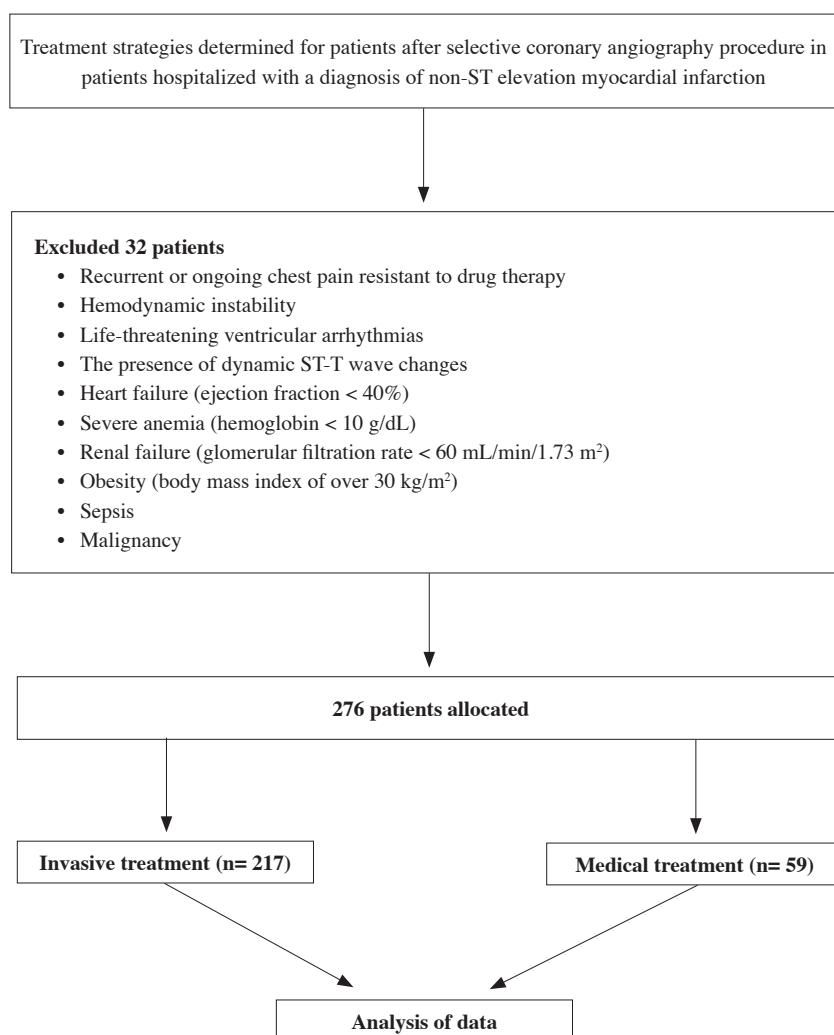 Treatment strategies determined for patients after selective coronary angiography procedure in
patients hospitalized with a diagnosis of non-ST elevation myocardial infarction
Excluded 32 patients
• Recurrent or ongoing chest pain resistant to drug therapy
• Hemodynamic instability
• Life-threatening ventricular arrhythmias
• The presence of dynamic ST-T wave changes
• Heart failure (ejection fraction < 40%)
• Severe anemia (hemoglobin < 10 g/dL)
• Renal failure (glomerular filtration rate < 60 mL/min/1.73 m²)
• Obesity (body mass index of over 30 kg/m²)
• Sepsis
• Malignancy
276 patients allocated
Invasive treatment (n= 217)
Medical treatment (n= 59)
Analysis of data